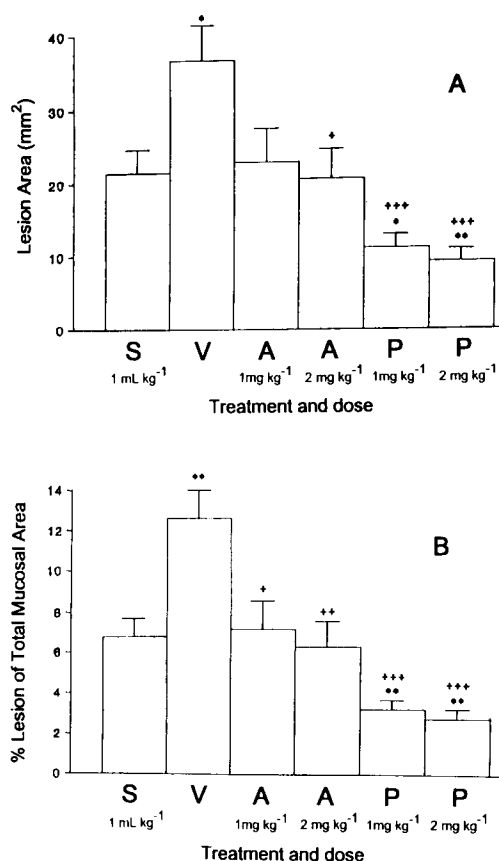 A
Lesion Area (mm²)
40
30
20
10
0
*
+
+++
*
+++
**
S
V
A
A
P
P
1 mL kg⁻¹
1mg kg⁻¹
2 mg kg⁻¹
1mg kg⁻¹
2 mg kg⁻¹
Treatment and dose
B
% Lesion of Total Mucosal Area
14
12
10
8
6
4
2
0
**
+
++
+++
**
+++
**
S
V
A
A
P
P
1 mL kg⁻¹
1mg kg⁻¹
2 mg kg⁻¹
1mg kg⁻¹
2 mg kg⁻¹
Treatment and dose